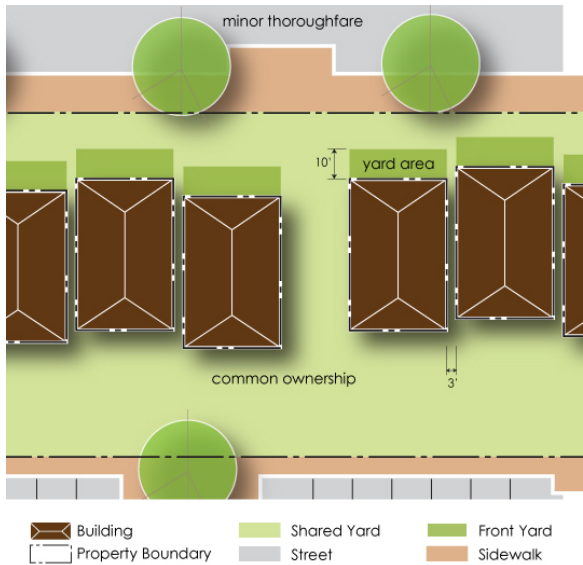 minor thoroughfare
10'
yard area
common ownership
3'
Building
Shared Yard
Front Yard
Property Boundary
Street
Sidewalk